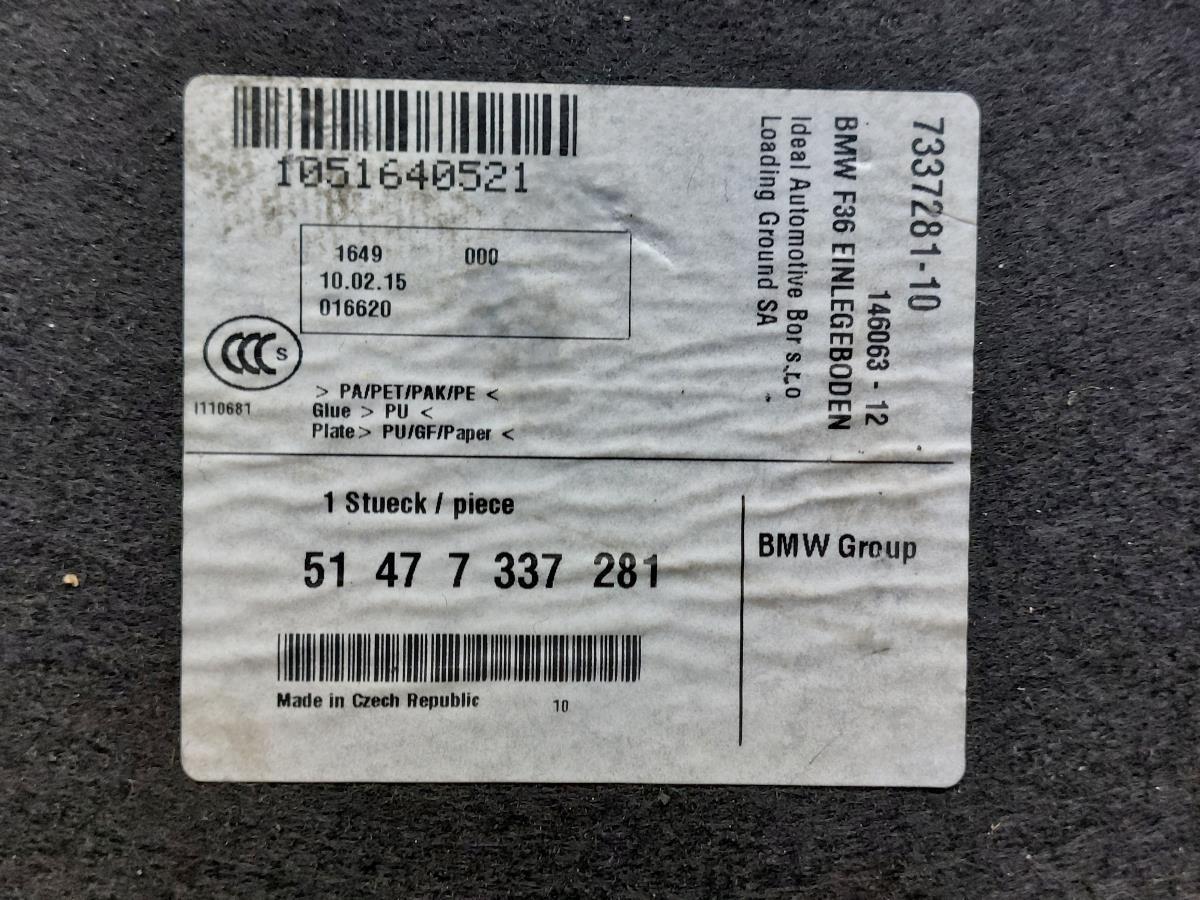 1051640521
1649 000
10.02.15
016620
CCC S
I110681
> PA/PET/PAK/PE <
Glue > PU <
Plate > PU/GF/Paper <
7337281-10
146063 - 12
BMW F36 EINLEGEBODEN
Ideal Automotive Bor s.r.o.
Loading Ground SA
1 Stueck / piece
51 47 7 337 281
BMW Group
Made in Czech Republic 10